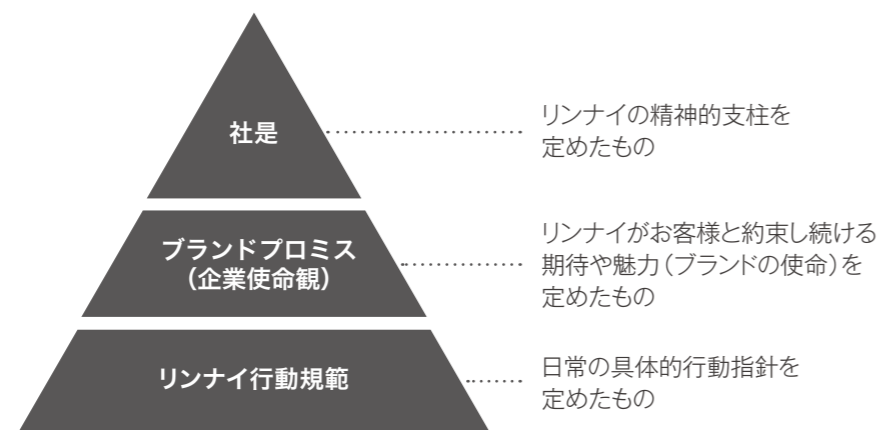 社是
リンナイの精神的支柱を
定めたもの
ブランドプロミス
（企業使命観）
リンナイがお客様と約束し続ける
期待や魅力（ブランドの使命）を
定めたもの
リンナイ行動規範
日常の具体的行動指針を
定めたもの